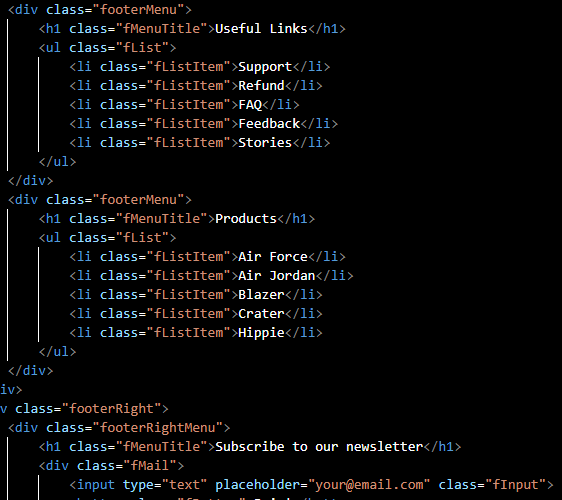 <div class="footerMenu">
<h1 class="fMenuTitle">Useful Links</h1>
<ul class="fList">
<li class="fListItem">Support</li>
<li class="fListItem">Refund</li>
<li class="fListItem">FAQ</li>
<li class="fListItem">Feedback</li>
<li class="fListItem">Stories</li>
</ul>
</div>
<div class="footerMenu">
<h1 class="fMenuTitle">Products</h1>
<ul class="fList">
<li class="fListItem">Air Force</li>
<li class="fListItem">Air Jordan</li>
<li class="fListItem">Blazer</li>
<li class="fListItem">Crater</li>
<li class="fListItem">Hippie</li>
</ul>
</div>
iv>
v class="footerRight">
<div class="footerRightMenu">
<h1 class="fMenuTitle">Subscribe to our newsletter</h1>
<div class="fMail">
<input type="text" placeholder="your@email.com" class="fInput">